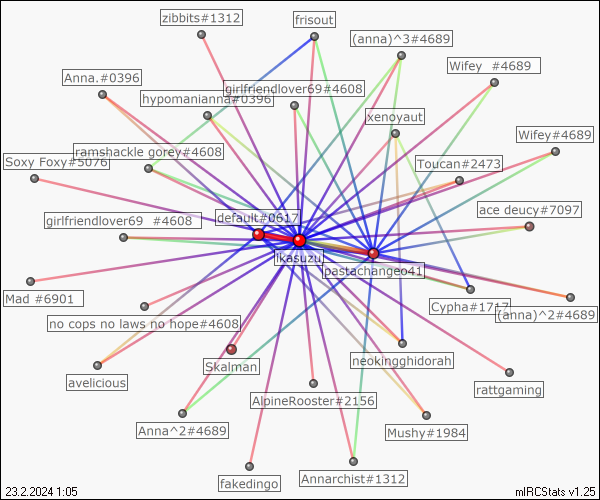 zibbits#1312
frisout
(anna)^3#4689
Wifey  #4689
Anna.#0396
girlfriendlover69#4608
hypomanianna#0396
xenoyaut
Wifey#4689
ramshackle gorey#4608
Soxy Foxy#5076
Toucan#2473
ace deucy#7097
default#0617
girlfriendlover69  #4608
Ikasuzu
pastachangeo41
Mad #6901
Cypha#1717
(anna)^2#4689
no cops no laws no hope#4608
neokingghidorah
Skalman
avelicious
rattgaming
AlpineRooster#2156
Anna^2#4689
Mushy#1984
fakedingo
Annarchist#1312
23.2.2024 1:05
mIRCStats v1.25